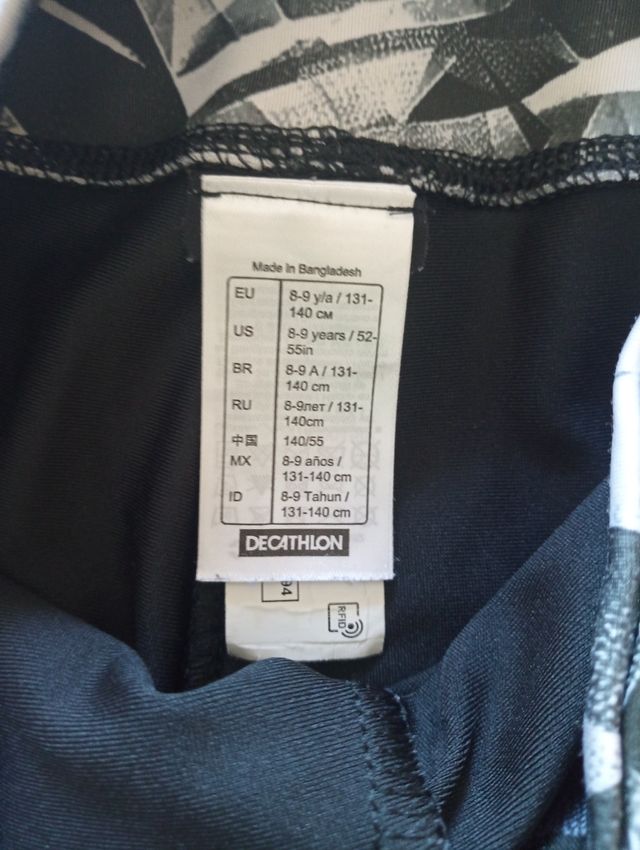 Made in Bangladesh
EU 8-9 y/a / 131-
140 см
US 8-9 years / 52-
55in
BR 8-9 A / 131-
140 cm
RU 8-9лет / 131-
140cm
中国 140/55
MX 8-9 años /
131-140 cm
ID 8-9 Tahun /
131-140 cm
DECATHLON
94
RFID